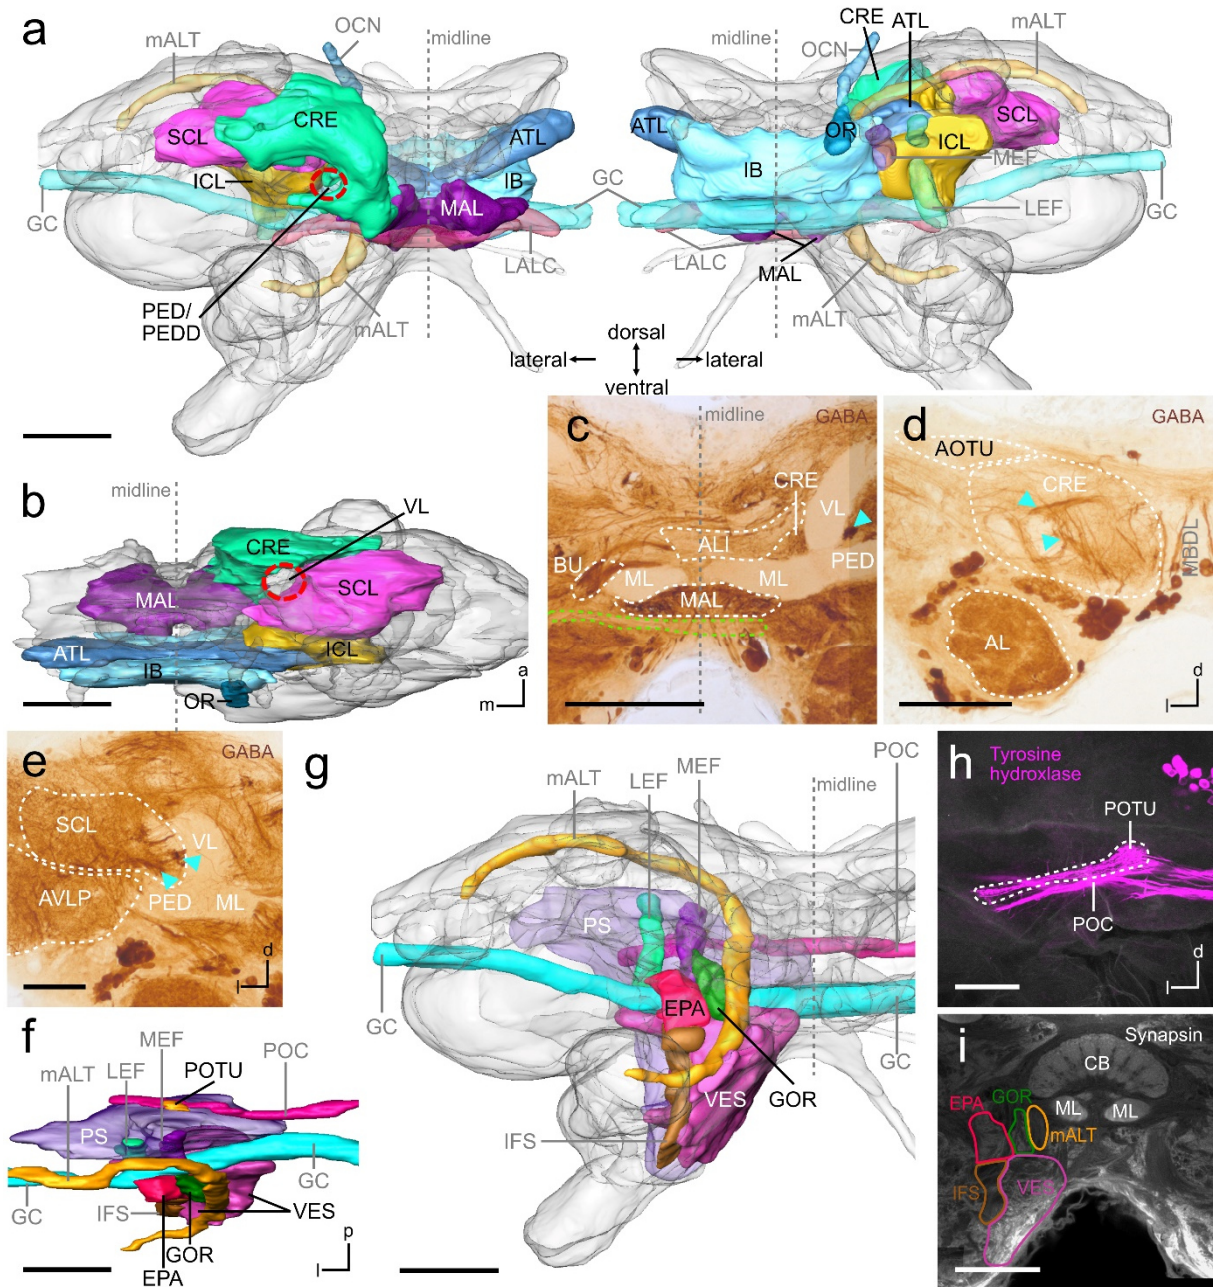 a
mALT
OCN
midline
SCL
CRE
ATL
ICL
IB
GC
MAL
LALC
PED/
PEDD
mALT
midline
CRE
ATL
OCN
mALT
ATL
OR
SCL
IB
ICL
MEF
GC
LEF
GC
LALC
MAL
mALT
dorsal
lateral
lateral
ventral
b
midline
VL
CRE
MAL
SCL
ATL
ICL
IB
OR
a
m
c
midline
GABA
CRE
VL
ALI
BU
ML
ML
PED
MAL
d
GABA
AOTU
CRE
MBDL
AL
d
l
e
GABA
SCL
VL
AVLP
PED
ML
d
l
f
MEF
mALT
LEF
POTU
POC
PS
GC
GC
IFS
VES
GOR
EPA
p
l
g
POC
MEF
LEF
mALT
midline
PS
GC
EPA
GC
GOR
VES
IFS
h
Tyrosine
hydroxlase
POTU
POC
d
l
i
Synapsin
CB
EPA
GOR
ML
ML
mALT
IFS
VES